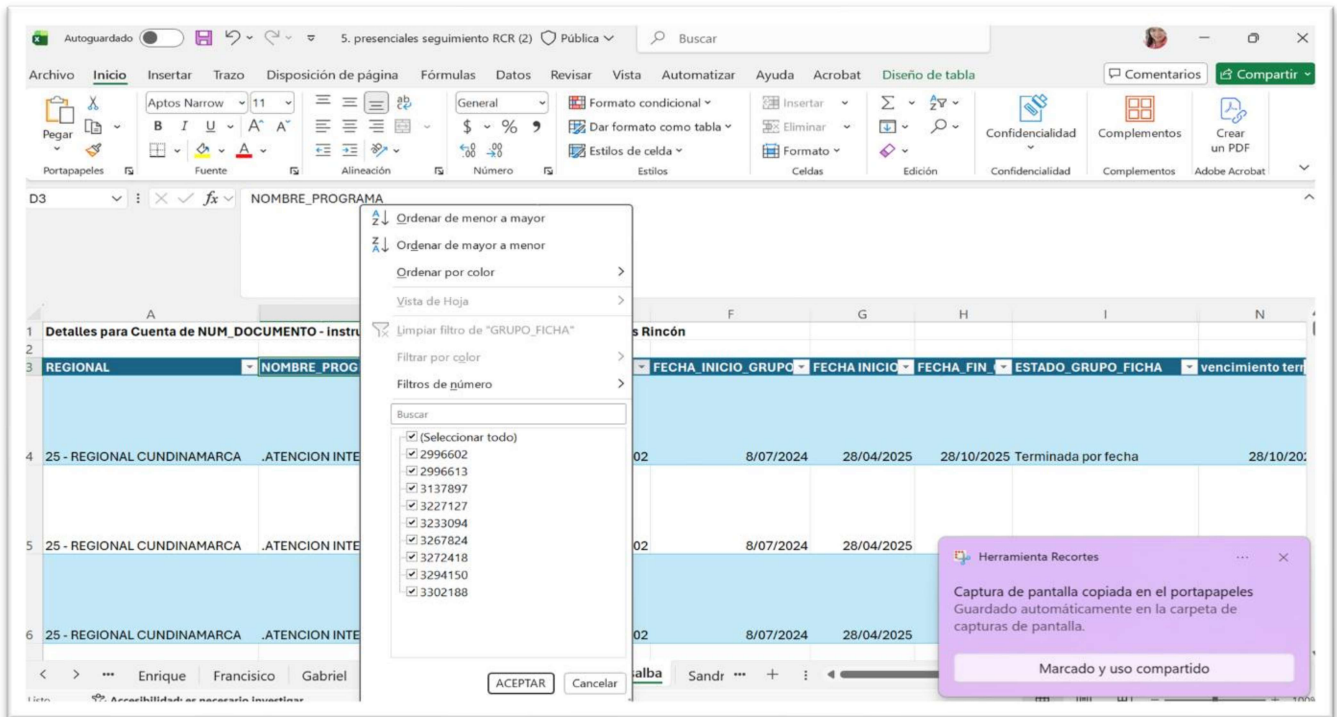 Autoguardado 5. presenciales seguimiento RCR (2) Pública Buscar
Archivo Inicio Insertar Trazo Disposición de página Fórmulas Datos Revisar Vista Automatizar Ayuda Acrobat Diseño de tabla Comentarios Compartir
Pegar
Portapapeles
Aptos Narrow 11
N K S
Fuente
Alineación
General
$ % 
Número
Formato condicional
Dar formato como tabla
Estilos de celda
Estilos
Insertar
Eliminar
Formato
Celdas
Edición
Confidencialidad
Confidencialidad
Complementos
Complementos
Crear
un PDF
Adobe Acrobat
D3 fx NOMBRE_PROGRAMA
Ordenar de menor a mayor
Ordenar de mayor a menor
Ordenar por color
Vista de Hoja
Limpiar filtro de "GRUPO_FICHA"
Filtrar por color
Filtros de número
Buscar
(Seleccionar todo)
2996602
2996613
3137897
3227127
3233094
3267824
3272418
3294150
3302188
ACEPTAR Cancelar
A F G H I N
1 Detalles para Cuenta de NUM_DOCUMENTO - instru s Rincón
2
3 REGIONAL NOMBRE_PROG FECHA_INICIO_GRUPO FECHA INICIO FECHA_FIN_ ESTADO_GRUPO_FICHA vencimiento ter
4 25 - REGIONAL CUNDINAMARCA .ATENCION INTE 02 8/07/2024 28/04/2025 28/10/2025 Terminada por fecha 28/10/202
5 25 - REGIONAL CUNDINAMARCA .ATENCION INTE 02 8/07/2024 28/04/2025
6 25 - REGIONAL CUNDINAMARCA .ATENCION INTE 02 8/07/2024 28/04/2025
Herramienta Recortes
Captura de pantalla copiada en el portapapeles
Guardado automáticamente en la carpeta de
capturas de pantalla.
Marcado y uso compartido
Enrique Francisico Gabriel salba Sandr
Accesibilidad: es necesario investigar